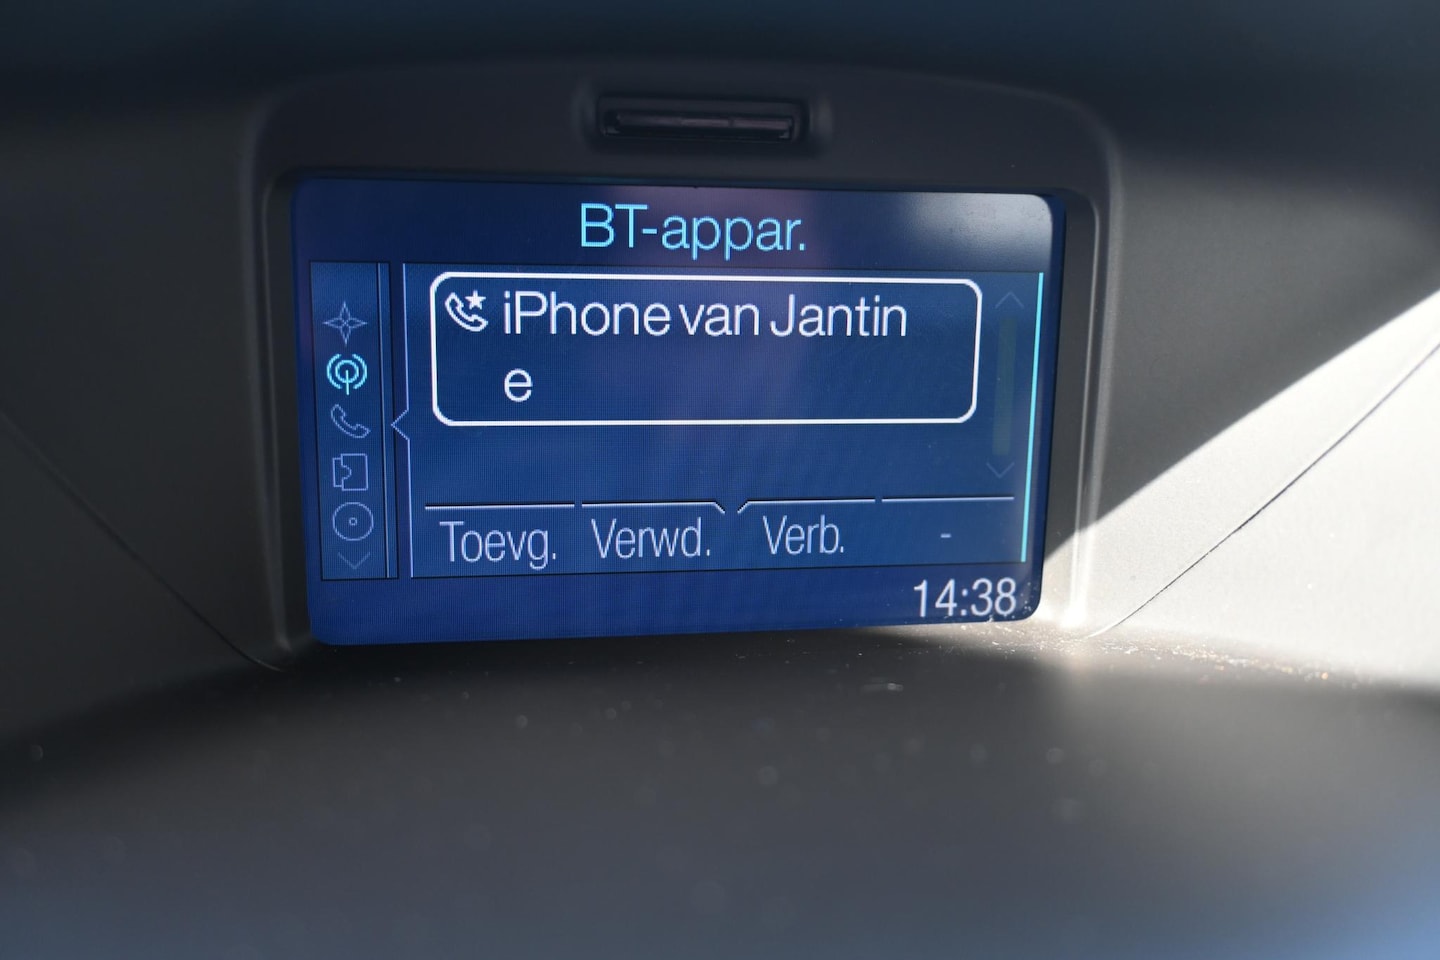 BT-appar.
iPhone van Jantin
e
Toevg. Verwd. Verb. -
14:38